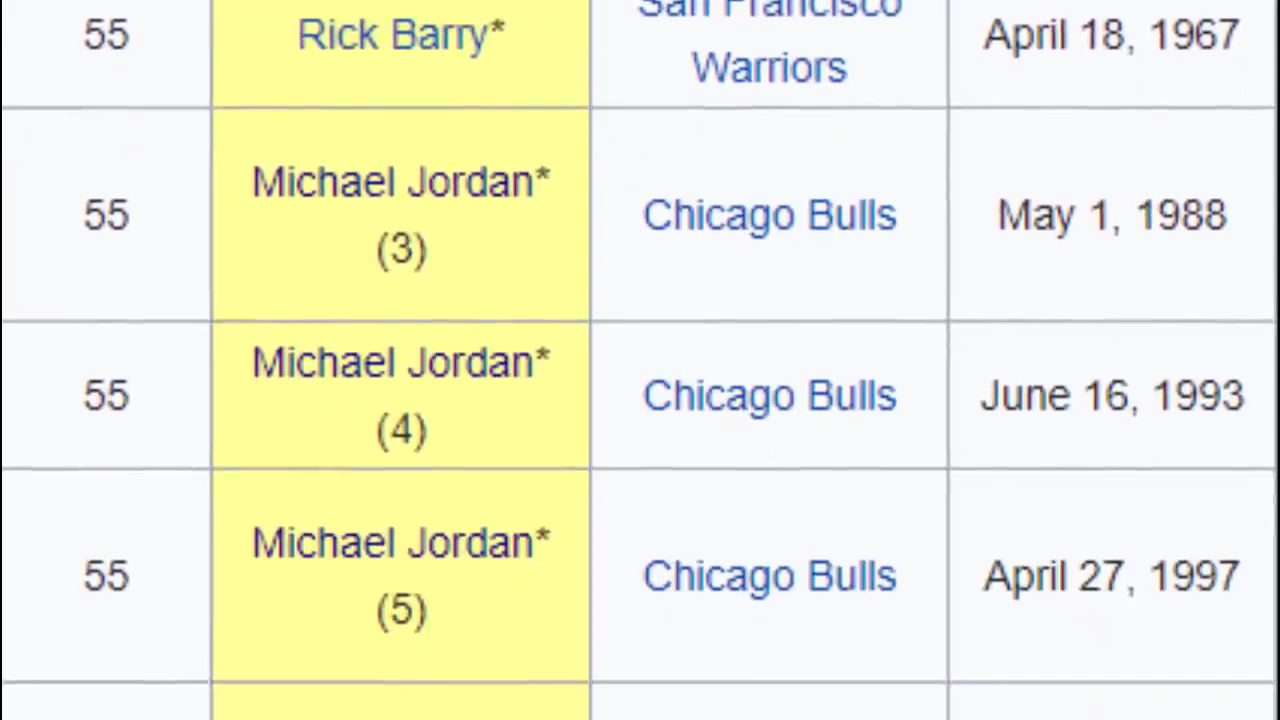 55 Rick Barry* San Francisco Warriors April 18, 1967
55 Michael Jordan* (3) Chicago Bulls May 1, 1988
55 Michael Jordan* (4) Chicago Bulls June 16, 1993
55 Michael Jordan* (5) Chicago Bulls April 27, 1997